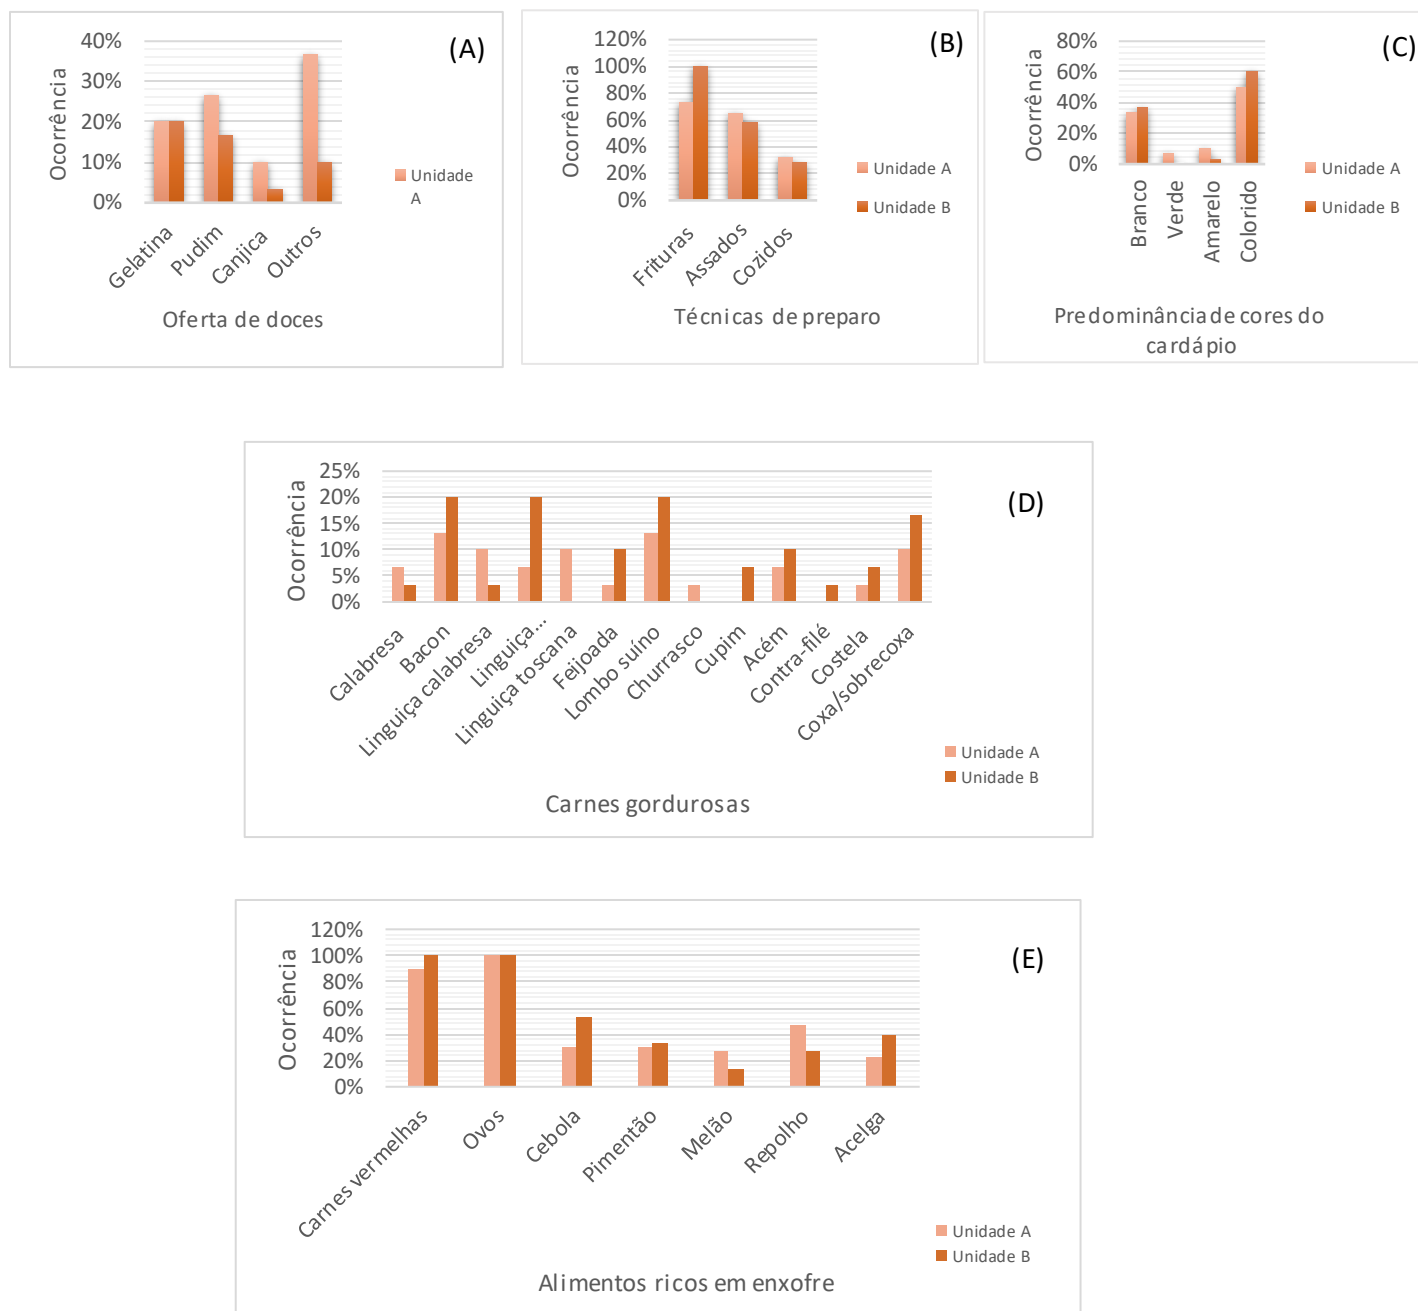 (A)
Ocorrência
40%
30%
20%
10%
0%
Gelatina
Pudim
Canjica
Outros
Unidade
A
Oferta de doces
(B)
Ocorrência
120%
100%
80%
60%
40%
20%
0%
Frituras
Assados
Cozidos
Unidade A
Unidade B
Técnicas de preparo
(C)
Ocorrência
80%
60%
40%
20%
0%
Branco
Verde
Amarelo
Colorido
Unidade A
Unidade B
Predominância de cores do
cardápio
(D)
Ocorrência
25%
20%
15%
10%
5%
0%
Calabresa
Bacon
Linguiça calabresa
Linguiça...
Linguiça toscana
Feijoada
Lombo suíno
Churrasco
Cupim
Acém
Contra-filé
Costela
Coxa/sobrecoxa
Unidade A
Unidade B
Carnes gordurosas
(E)
Ocorrência
120%
100%
80%
60%
40%
20%
0%
Carnes vermelhas
Ovos
Cebola
Pimentão
Melão
Repolho
Acelga
Unidade A
Unidade B
Alimentos ricos em enxofre